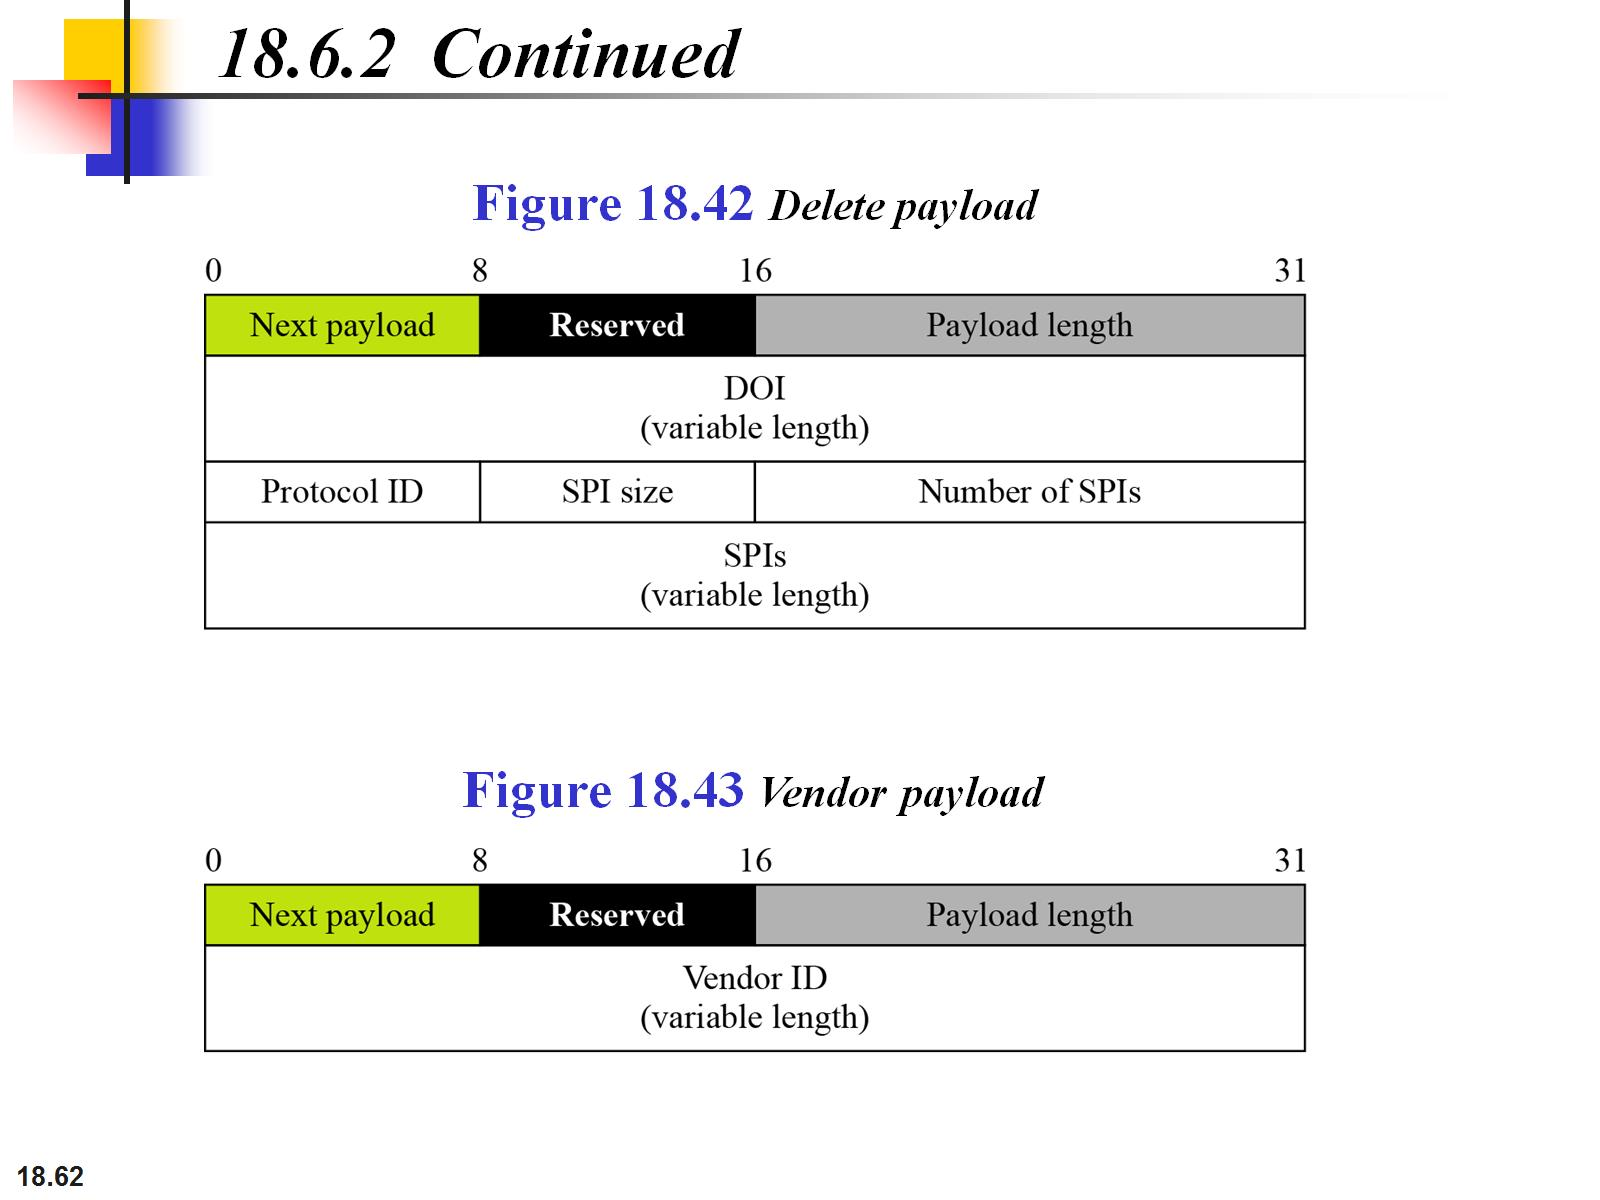 18.6.2 Continued
Figure 18.42 Delete payload
0 8 16 31
Next payload Reserved Payload length
DOI
(variable length)
Protocol ID SPI size Number of SPIs
SPIs
(variable length)
Figure 18.43 Vendor payload
0 8 16 31
Next payload Reserved Payload length
Vendor ID
(variable length)
18.62